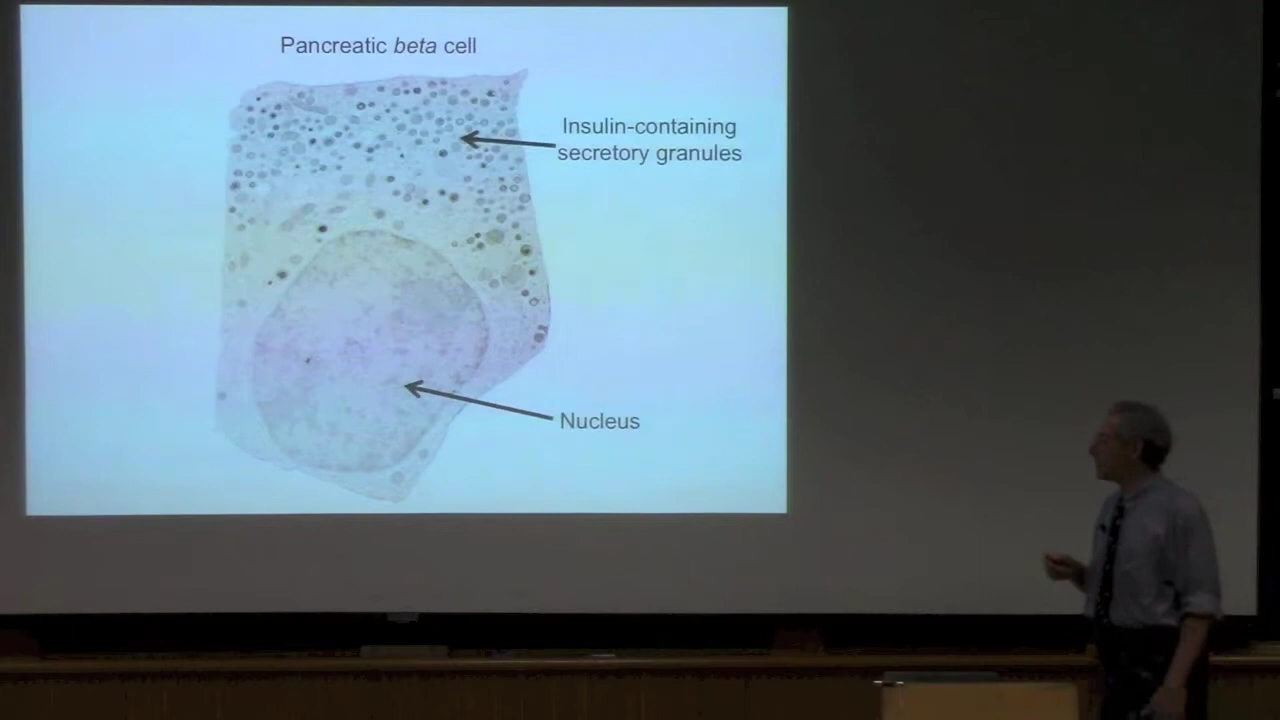 Pancreatic beta cell
Insulin-containing
secretory granules
Nucleus